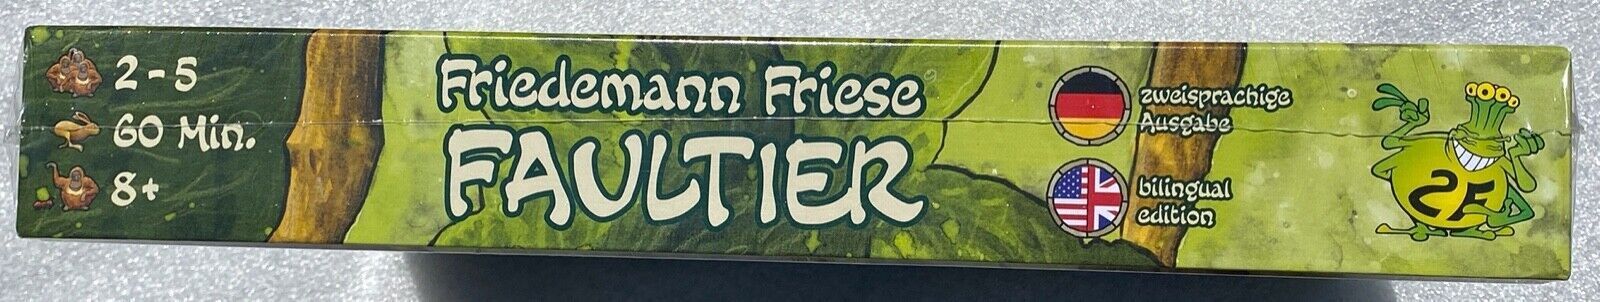 2-5
60 Min.
8+
Friedemann Friese
FAULTIER
zweisprachige
Ausgabe
bilingual
edition
2F